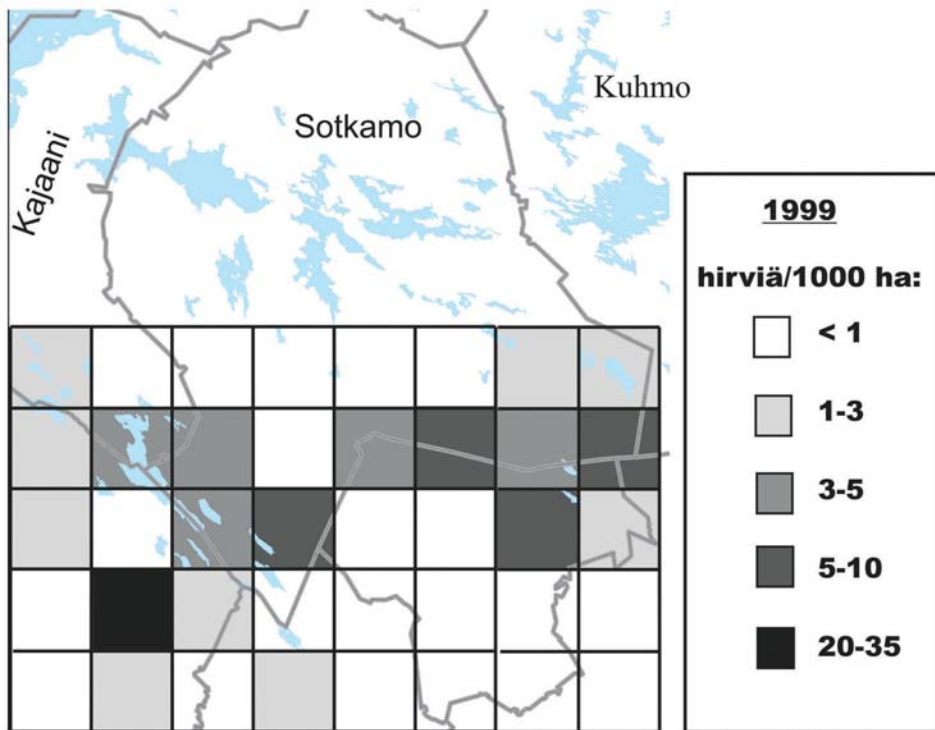 Kuhmo
Sotkamo
Kajaani
1999
hirviä/1000 ha:
< 1
1-3
3-5
5-10
20-35